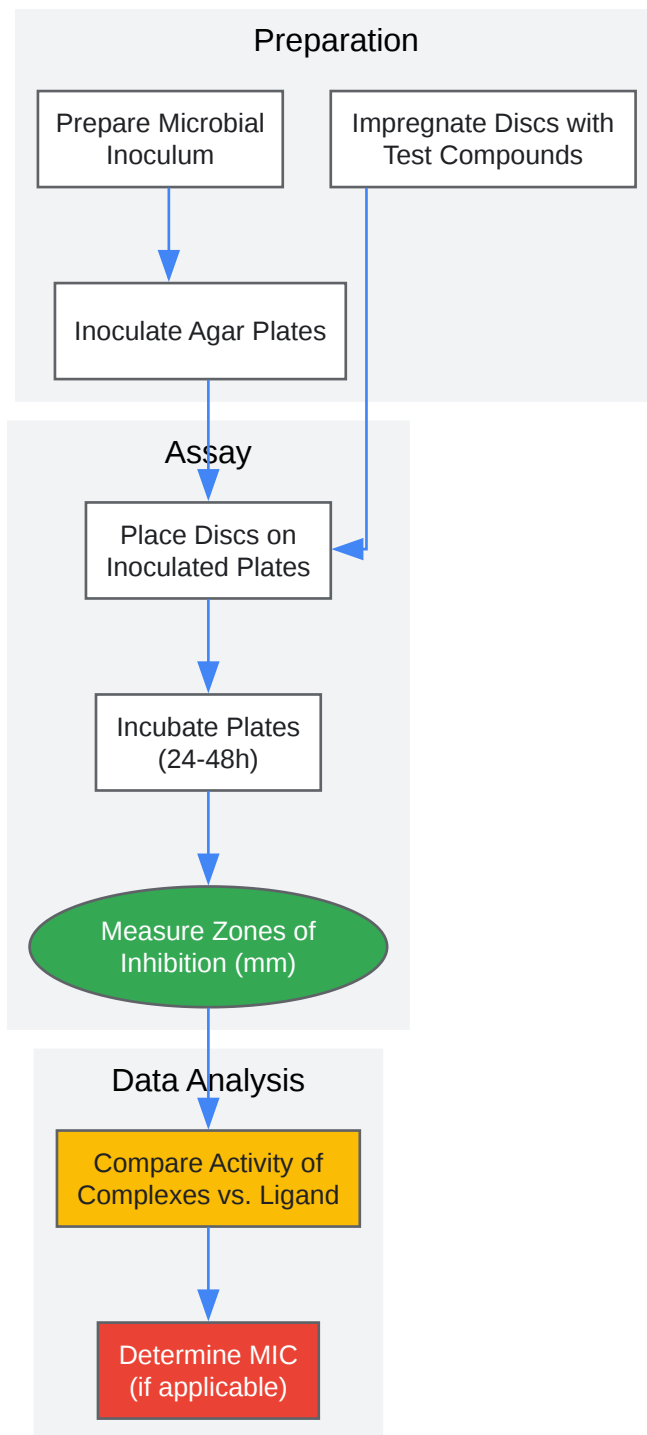 Preparation
Prepare Microbial
Inoculum
Impregnate Discs with
Test Compounds
Inoculate Agar Plates
Assay
Place Discs on
Inoculated Plates
Incubate Plates
(24-48h)
Measure Zones of
Inhibition (mm)
Data Analysis
Compare Activity of
Complexes vs. Ligand
Determine MIC
(if applicable)